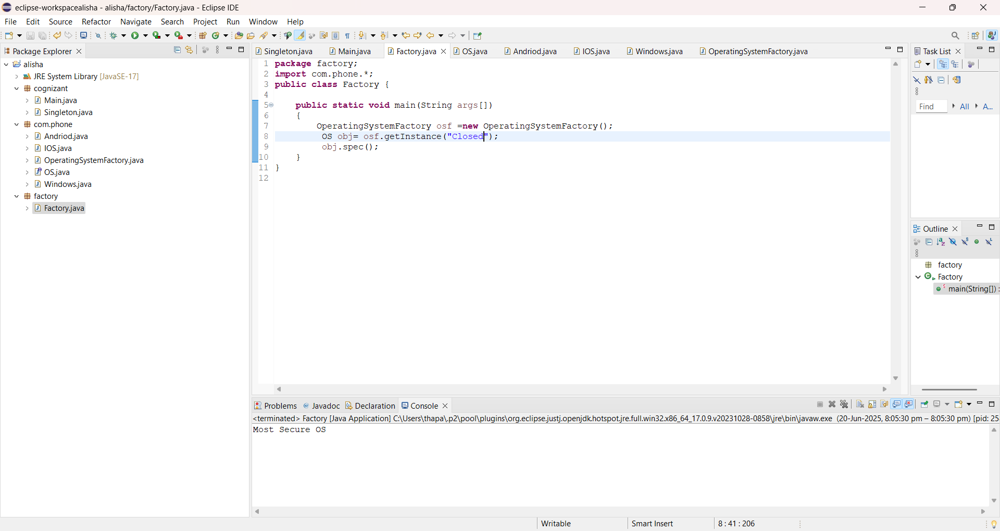 eclipse-workspacealisha - alisha/factory/Factory.java - Eclipse IDE
File Edit Source Refactor Navigate Search Project Run Window Help
Package Explorer
alisha
JRE System Library [JavaSE-17]
cognizant
Main.java
Singleton.java
com.phone
Andriod.java
IOS.java
OperatingSystemFactory.java
OS.java
Windows.java
factory
Factory.java
Singleton.java Main.java Factory.java OS.java Andriod.java IOS.java Windows.java OperatingSystemFactory.java
1 package factory;
2 import com.phone.*;
3 public class Factory {
4
5 public static void main(String args[])
6 {
7 OperatingSystemFactory osf =new OperatingSystemFactory();
8 OS obj= osf.getInstance("Closed");
9 obj.spec();
10 }
11 }
12
Task List
Find All A...
Outline
factory
Factory
main(String[]) :
Problems Javadoc Declaration Console
<terminated> Factory [Java Application] C:\Users\thapa\.p2\pool\plugins\org.eclipse.justj.openjdk.hotspot.jre.full.win32.x86_64_17.0.9.v20231028-0858\jre\bin\javaw.exe (20-Jun-2025, 8:05:30 pm – 8:05:30 pm) [pid: 25
Most Secure OS
Writable Smart Insert 8 : 41 : 206